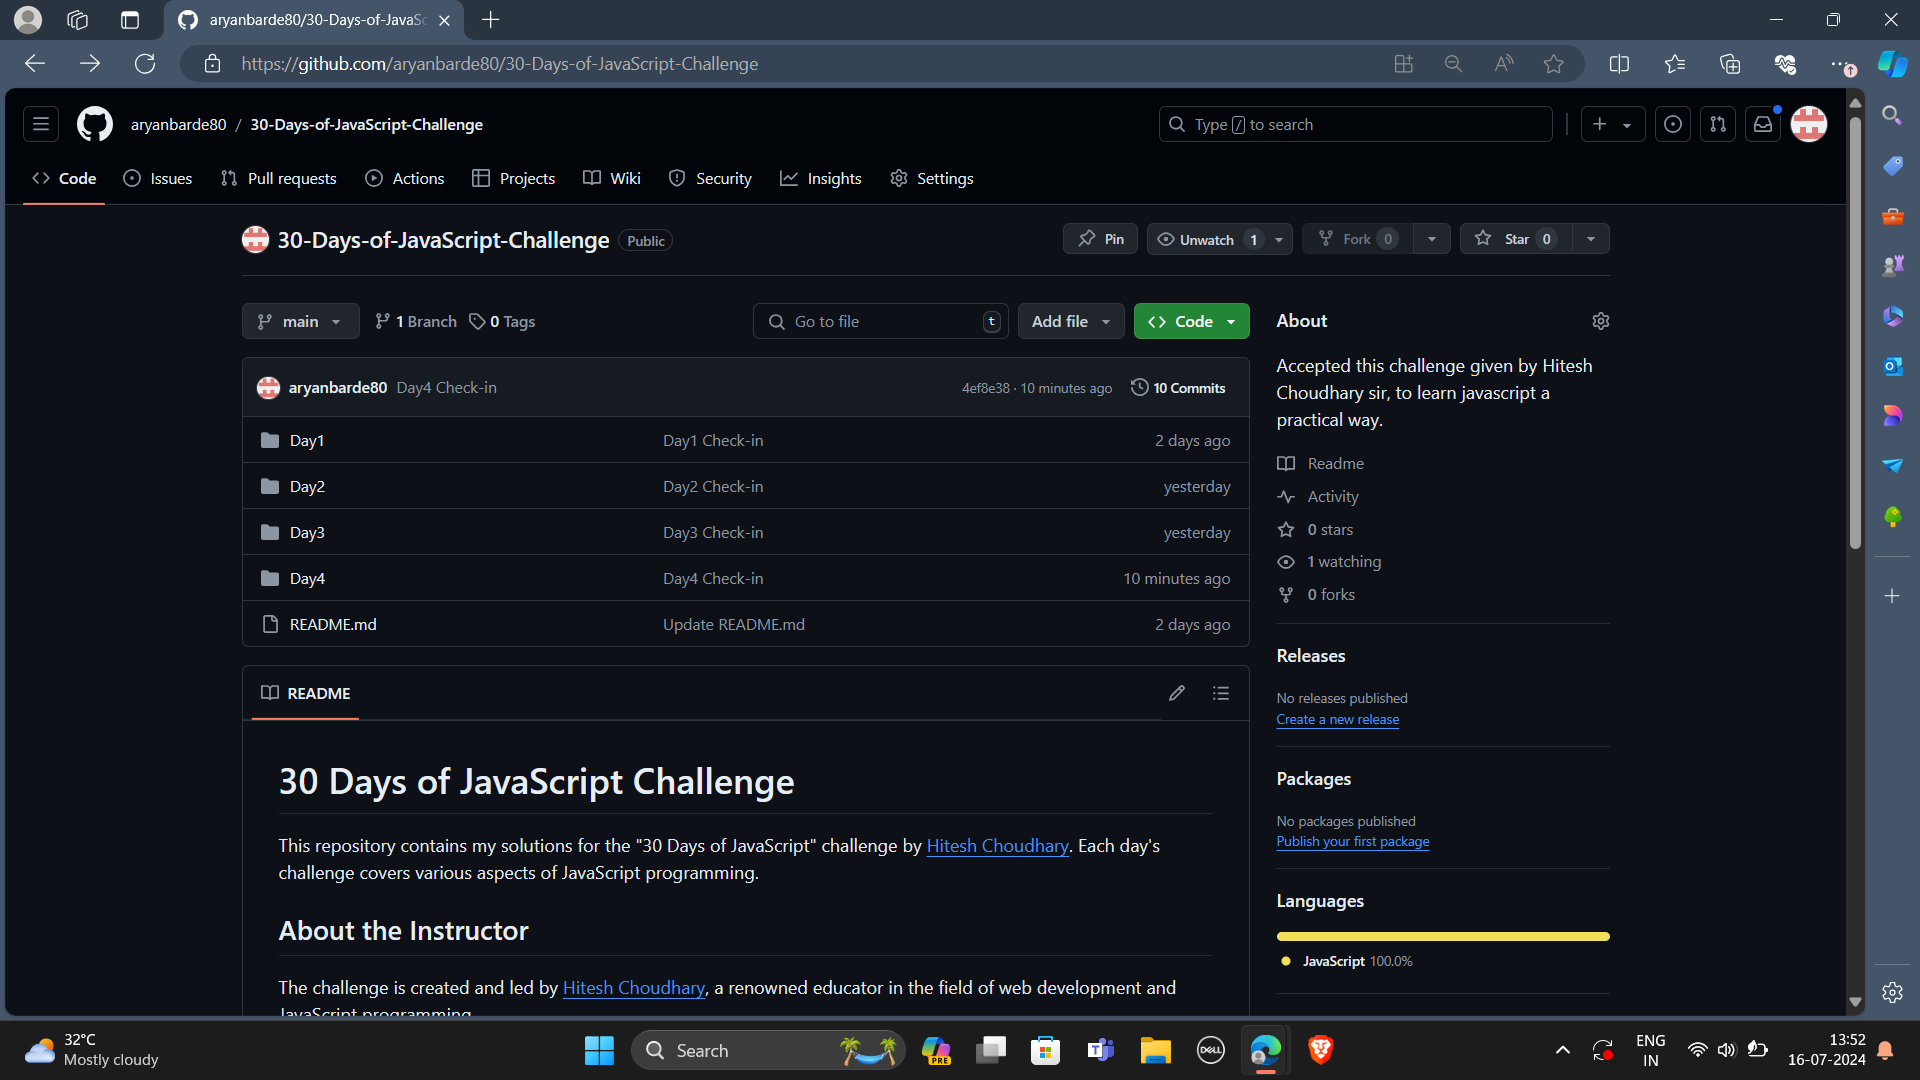 aryanbarde80/30-Days-of-JavaSc
https://github.com/aryanbarde80/30-Days-of-JavaScript-Challenge
aryanbarde80 / 30-Days-of-JavaScript-Challenge
Type / to search
Code Issues Pull requests Actions Projects Wiki Security Insights Settings
30-Days-of-JavaScript-Challenge Public
Pin Unwatch 1 Fork 0 Star 0
main 1 Branch 0 Tags
Go to file t Add file Code
aryanbarde80 Day4 Check-in 4ef8e38 · 10 minutes ago 10 Commits
Day1 Day1 Check-in 2 days ago
Day2 Day2 Check-in yesterday
Day3 Day3 Check-in yesterday
Day4 Day4 Check-in 10 minutes ago
README.md Update README.md 2 days ago
README
30 Days of JavaScript Challenge
This repository contains my solutions for the "30 Days of JavaScript" challenge by Hitesh Choudhary. Each day's
challenge covers various aspects of JavaScript programming.
About the Instructor
The challenge is created and led by Hitesh Choudhary, a renowned educator in the field of web development and
JavaScript programming.
About
Accepted this challenge given by Hitesh
Choudhary sir, to learn javascript a
practical way.
Readme
Activity
0 stars
1 watching
0 forks
Releases
No releases published
Create a new release
Packages
No packages published
Publish your first package
Languages
JavaScript 100.0%
32°C
Mostly cloudy
Search
PRE
DELL
ENG
IN
13:52
16-07-2024